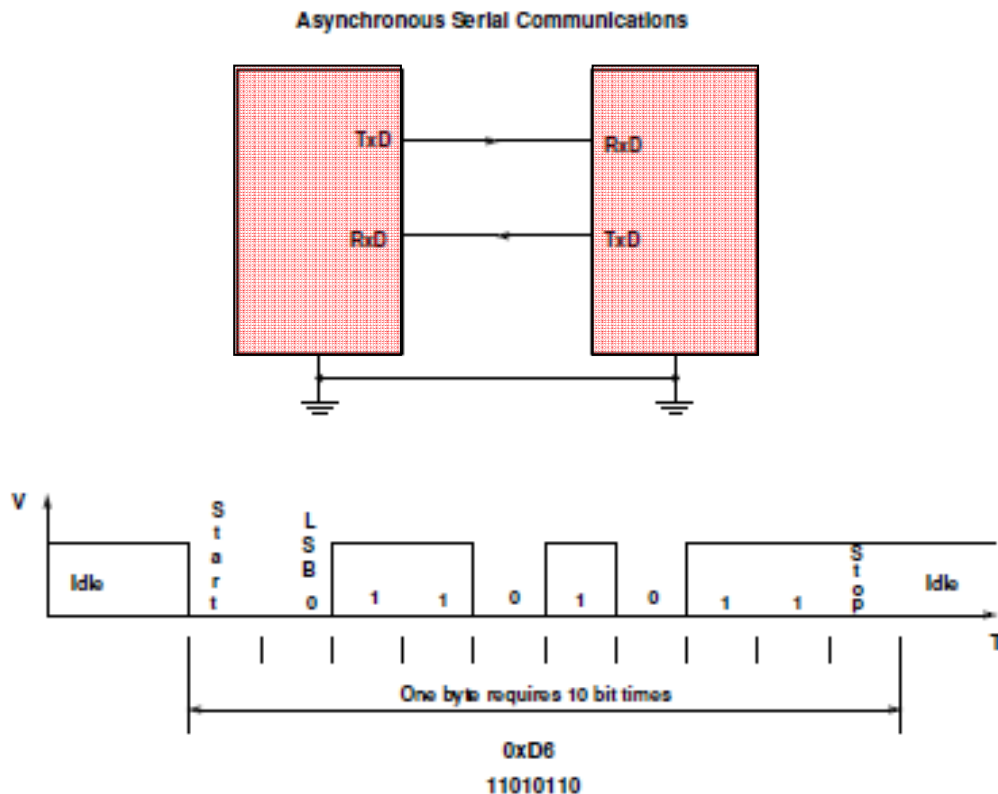 Asynchronous Serial Communications
TxD
RxD
RxD
TxD
V
Start
LSB
Stop
Idle
0
1
1
0
1
0
1
1
Idle
T
One byte requires 10 bit times
0xD6
11010110